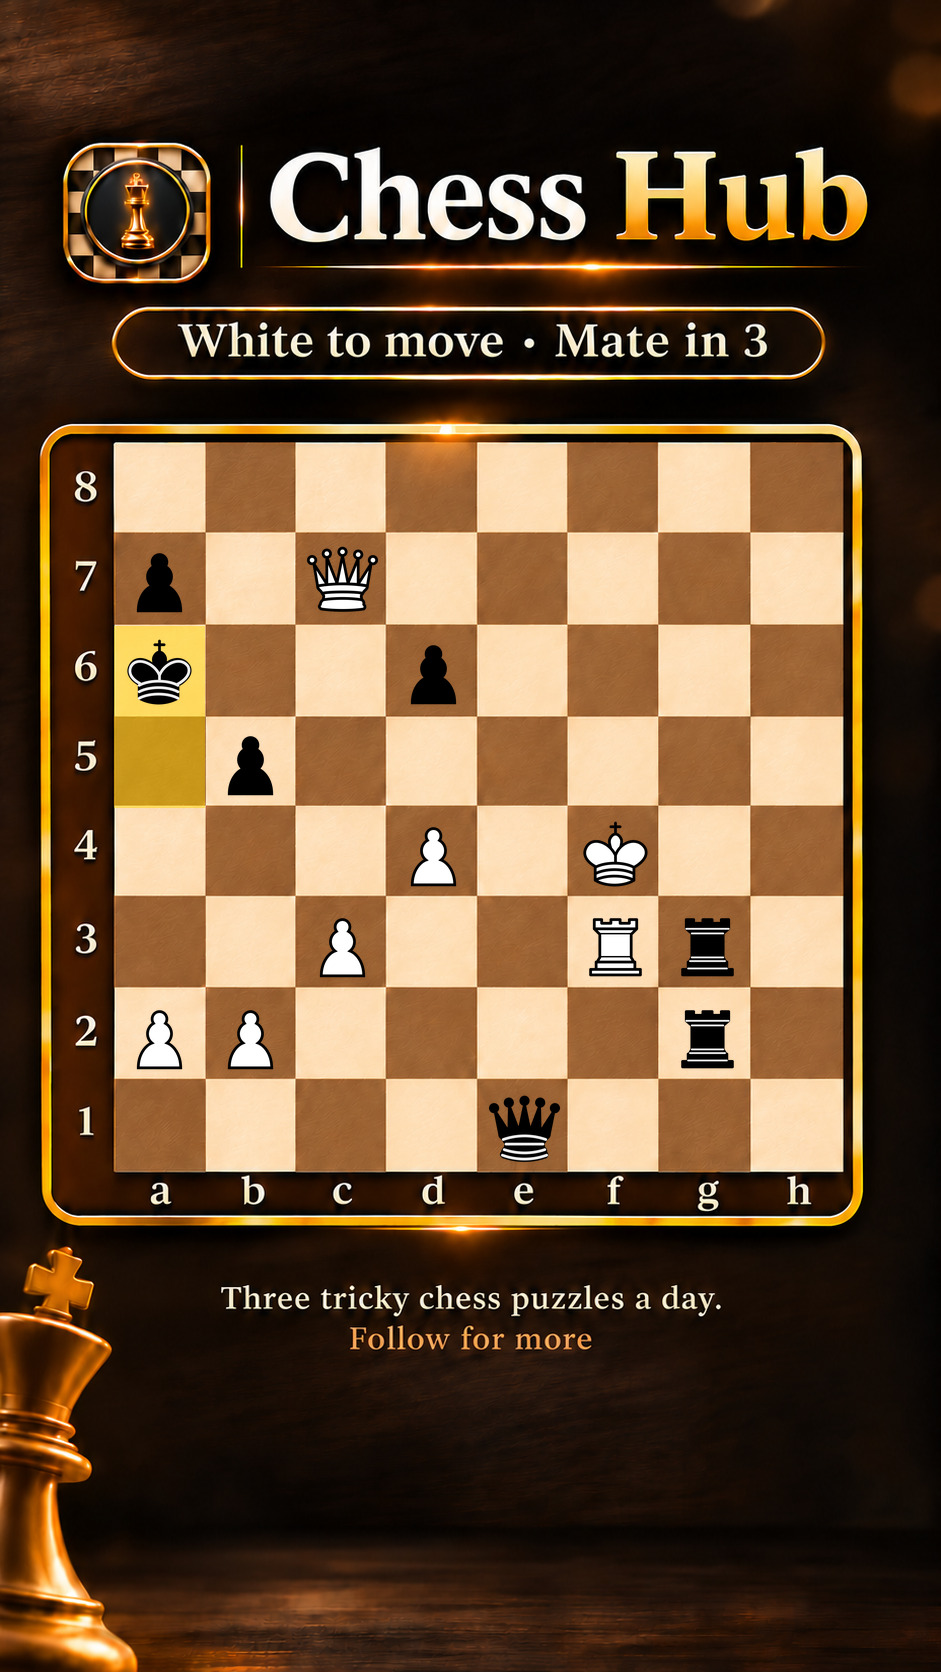 Chess Hub
White to move • Mate in 3
8
7
6
5
4
3
2
1
a b c d e f g h
Three tricky chess puzzles a day.
Follow for more